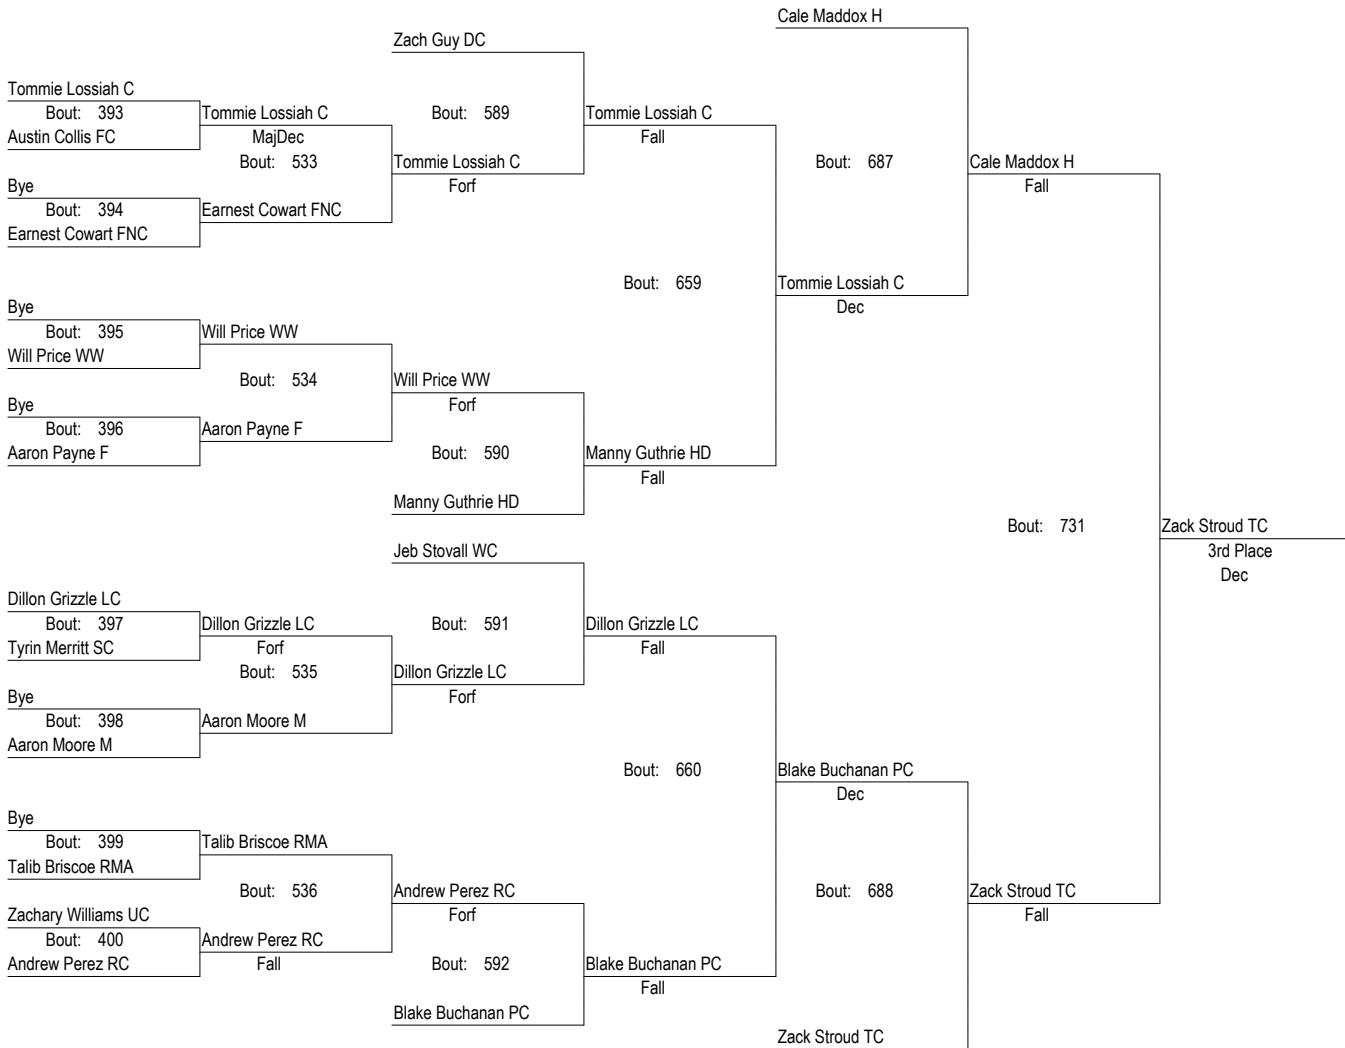 Cale Maddox H
Zach Guy DC
Tommie Lossiah C
Bout: 393
Tommie Lossiah C
Bout: 589
Tommie Lossiah C
Austin Collis FC
MajDec
Fall
Bout: 533
Tommie Lossiah C
Bout: 687
Cale Maddox H
Bye
Forf
Fall
Bout: 394
Earnest Cowart FNC
Earnest Cowart FNC
Bout: 659
Tommie Lossiah C
Bye
Dec
Bout: 395
Will Price WW
Will Price WW
Bout: 534
Will Price WW
Bye
Forf
Bout: 396
Aaron Payne F
Aaron Payne F
Bout: 590
Manny Guthrie HD
Fall
Manny Guthrie HD
Bout: 731
Zack Stroud TC
Jeb Stovall WC
3rd Place
Dec
Dillon Grizzle LC
Bout: 397
Dillon Grizzle LC
Bout: 591
Dillon Grizzle LC
Tyrin Merritt SC
Forf
Fall
Bout: 535
Dillon Grizzle LC
Bye
Forf
Bout: 398
Aaron Moore M
Aaron Moore M
Bout: 660
Blake Buchanan PC
Dec
Bye
Bout: 399
Talib Briscoe RMA
Talib Briscoe RMA
Bout: 536
Andrew Perez RC
Bout: 688
Zack Stroud TC
Zachary Williams UC
Forf
Fall
Bout: 400
Andrew Perez RC
Andrew Perez RC
Fall
Bout: 592
Blake Buchanan PC
Fall
Blake Buchanan PC
Zack Stroud TC